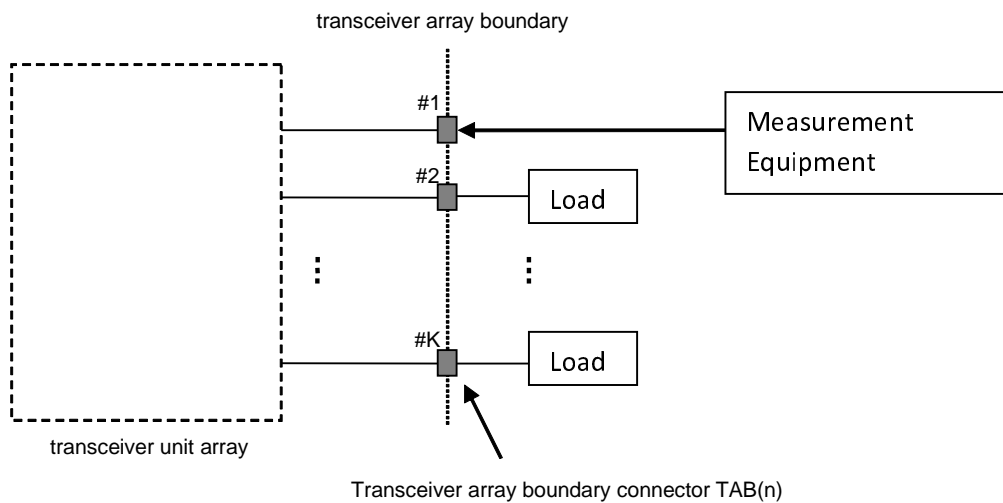 transceiver array boundary
#1
Measurement
Equipment
#2
Load
#K
Load
transceiver unit array
Transceiver array boundary connector TAB(n)